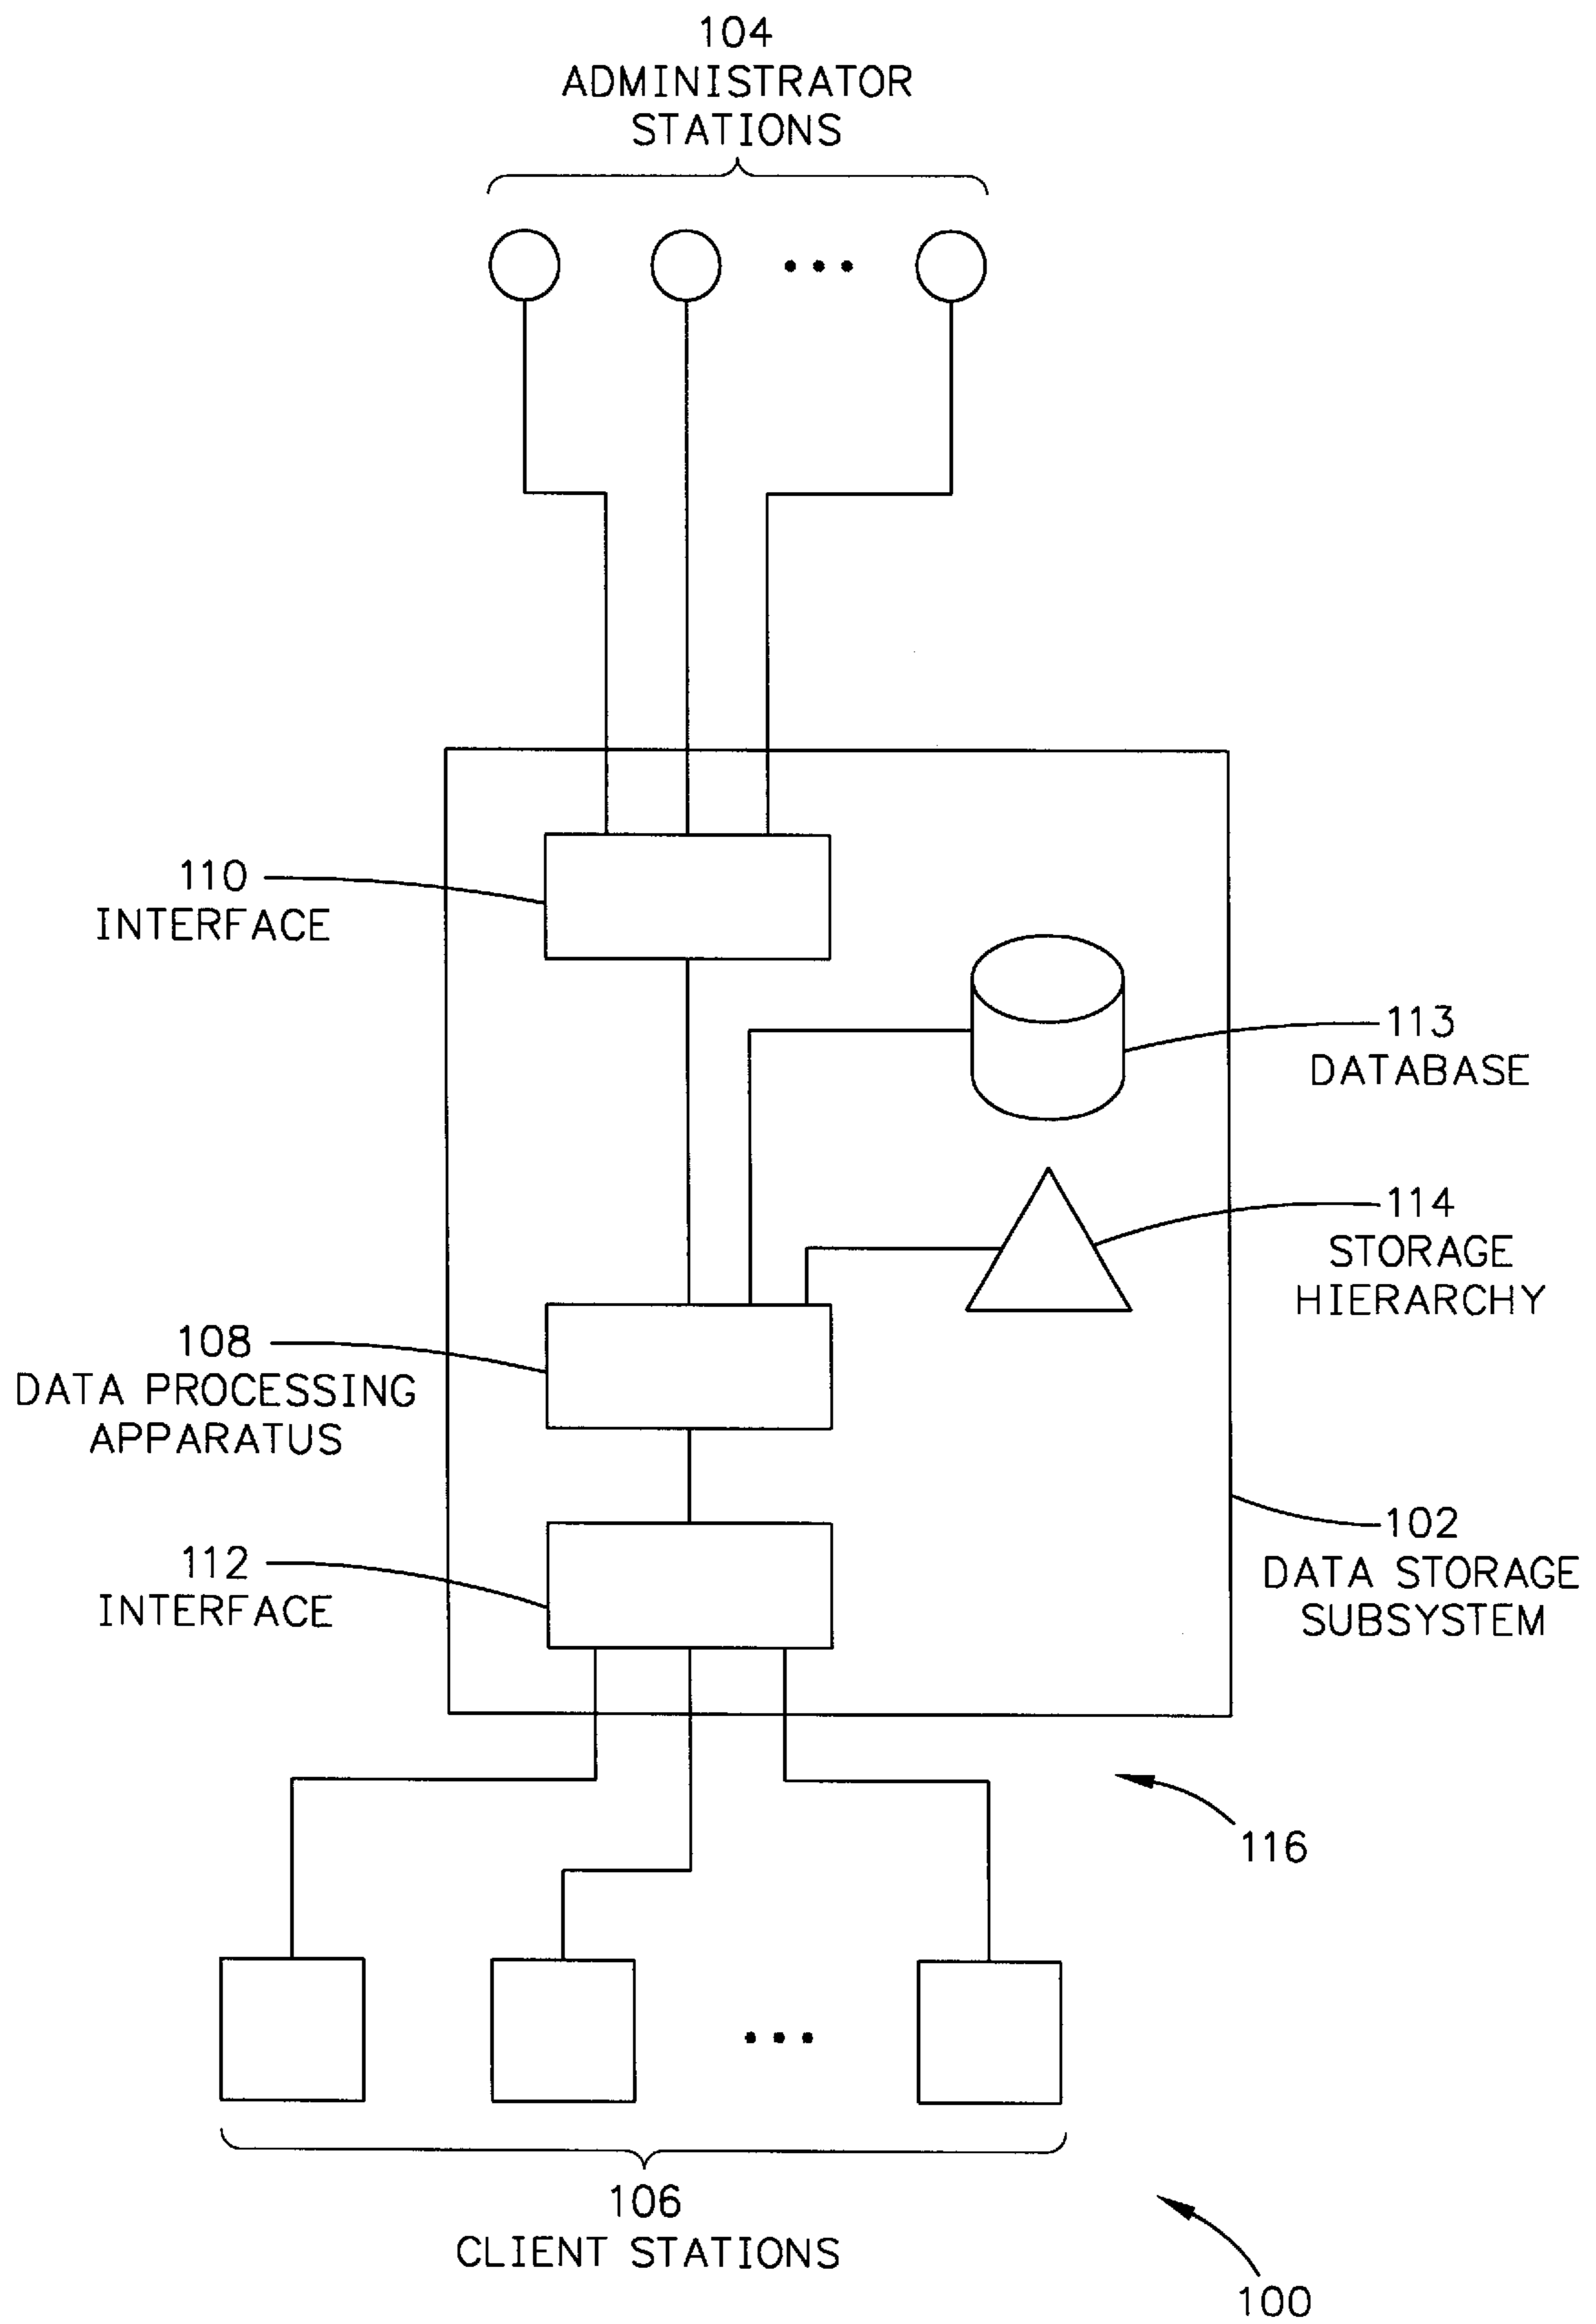 104
ADMINISTRATOR
STATIONS
110
INTERFACE
113
DATABASE
114
STORAGE
HIERARCHY
108
DATA PROCESSING
APPARATUS
102
DATA STORAGE
SUBSYSTEM
112
INTERFACE
116
106
CLIENT STATIONS
100